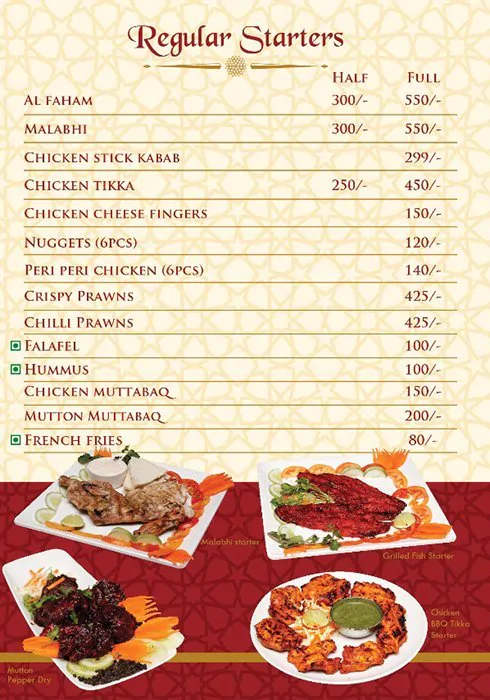 Regular Starters
HALF FULL
AL FAHAM 300/- 550/-
MALABHI 300/- 550/-
CHICKEN STICK KABAB 299/-
CHICKEN TIKKA 250/- 450/-
CHICKEN CHEESE FINGERS 150/-
NUGGETS (6PCS) 120/-
PERI PERI CHICKEN (6PCS) 140/-
CRISPY PRAWNS 425/-
CHILLI PRAWNS 425/-
FALAFEL 100/-
HUMMUS 100/-
CHICKEN MUTTABAQ 150/-
MUTTON MUTTABAQ 200/-
FRENCH FRIES 80/-
Malabhi starter
Grilled Fish Starter
Mutton
Pepper Dry
Chicken
BBQ Tikka
Starter